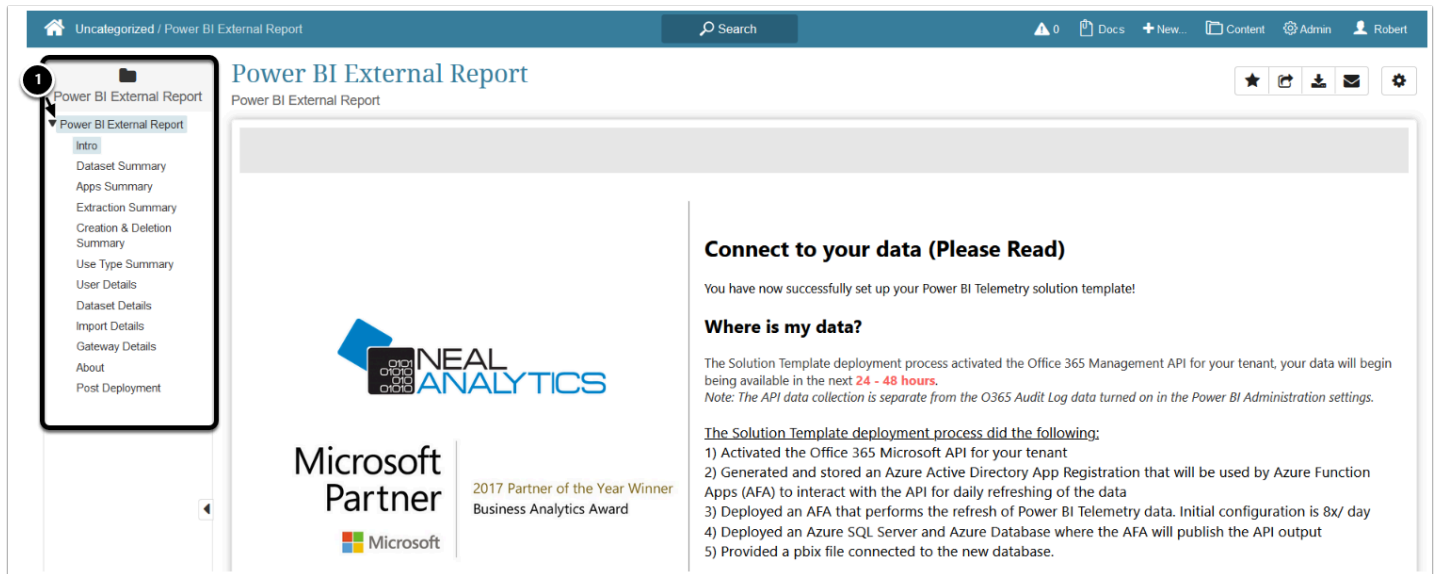 Uncategorized / Power BI External Report
Search
0
Docs
New...
Content
Admin
Robert
1
Power BI External Report
Power BI External Report
Intro
Dataset Summary
Apps Summary
Extraction Summary
Creation & Deletion
Summary
Use Type Summary
User Details
Dataset Details
Import Details
Gateway Details
About
Post Deployment
Power BI External Report
Power BI External Report
0101
01010
010
01010
NEAL
ANALYTICS
Microsoft
Partner
Microsoft
2017 Partner of the Year Winner
Business Analytics Award
Connect to your data (Please Read)
You have now successfully set up your Power BI Telemetry solution template!
Where is my data?
The Solution Template deployment process activated the Office 365 Management API for your tenant, your data will begin
being available in the next 24 - 48 hours.
Note: The API data collection is separate from the O365 Audit Log data turned on in the Power BI Administration settings.
The Solution Template deployment process did the following:
1) Activated the Office 365 Microsoft API for your tenant
2) Generated and stored an Azure Active Directory App Registration that will be used by Azure Function
Apps (AFA) to interact with the API for daily refreshing of the data
3) Deployed an AFA that performs the refresh of Power BI Telemetry data. Initial configuration is 8x/ day
4) Deployed an Azure SQL Server and Azure Database where the AFA will publish the API output
5) Provided a pbix file connected to the new database.